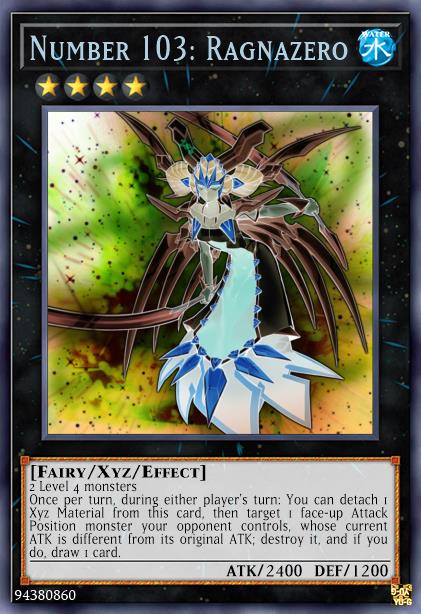 Number 103: Ragnazero
WATER
水
[Fairy/Xyz/Effect]
2 Level 4 monsters
Once per turn, during either player's turn: You can detach 1
Xyz Material from this card, then target 1 face-up Attack
Position monster your opponent controls, whose current
ATK is different from its original ATK; destroy it, and if you
do, draw 1 card.
ATK/2400 DEF/1200
94380860